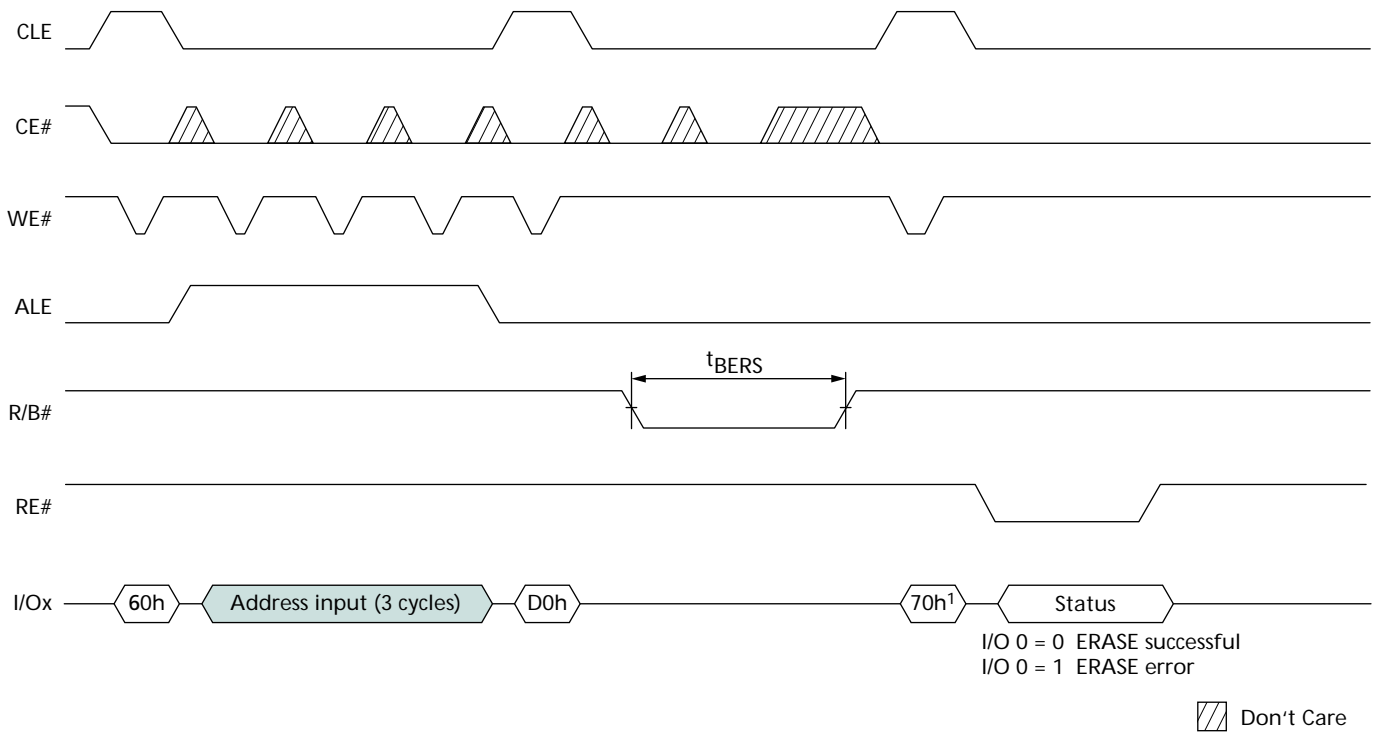 CLE
CE#
WE#
ALE
tBERS
R/B#
RE#
I/Ox
60h
Address input (3 cycles)
D0h
70h1
Status
I/O 0 = 0 ERASE successful
I/O 0 = 1 ERASE error
Don't Care